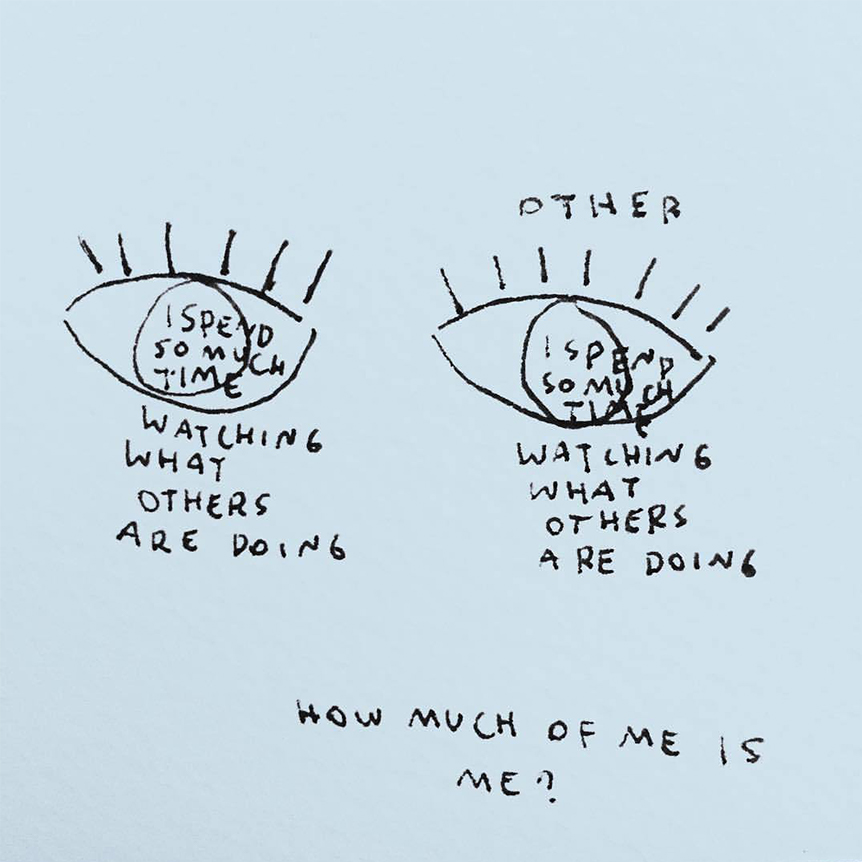 I SPEND
SO MUCH
TIME
WATCHING
WHAT
OTHERS
ARE DOING
OTHER
I SPEND
SO MUCH
TIME
WATCHING
WHAT
OTHERS
ARE DOING
HOW MUCH OF ME IS
ME?